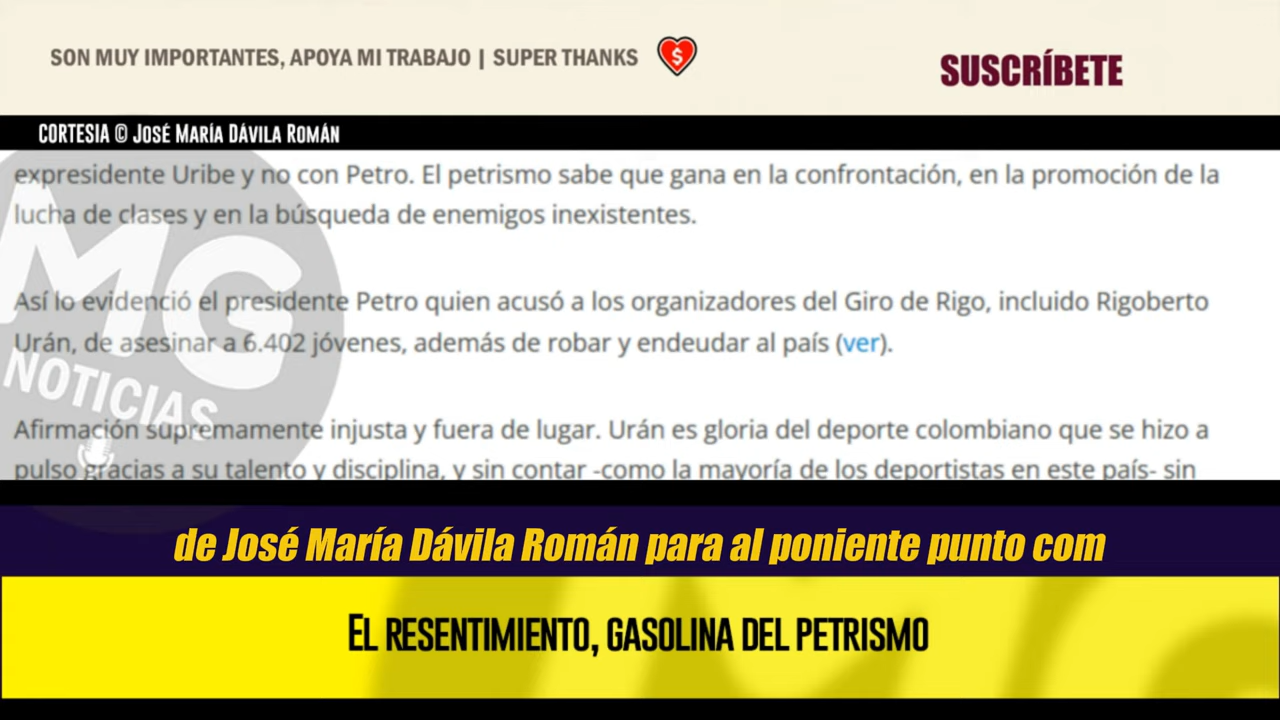 SON MUY IMPORTANTES, APOYA MI TRABAJO | SUPER THANKS $
SUSCRÍBETE
CORTESIA © JOSÉ MARÍA DÁVILA ROMÁN
expresidente Uribe y no con Petro. El petrismo sabe que gana en la confrontación, en la promoción de la
lucha de clases y en la búsqueda de enemigos inexistentes.
Así lo evidenció el presidente Petro quien acusó a los organizadores del Giro de Rigo, incluido Rigoberto
Urán, de asesinar a 6.402 jóvenes, además de robar y endeudar al país (ver).
Afirmación supremamente injusta y fuera de lugar. Urán es gloria del deporte colombiano que se hizo a
pulso gracias a su talento y disciplina, y sin contar -como la mayoría de los deportistas en este país- sin
MG
NOTICIAS
de José María Dávila Román para al poniente punto com
EL RESENTIMIENTO, GASOLINA DEL PETRISMO